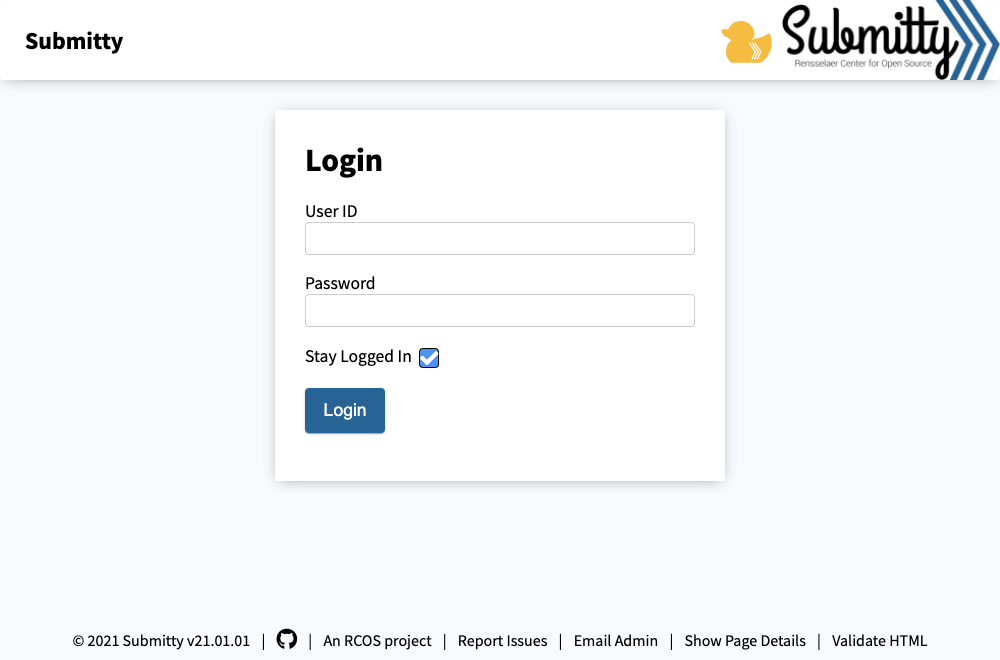 Submitty
Submitty
Rensselaer Center for Open Source
Login
User ID
Password
Stay Logged In
Login
© 2021 Submitty v21.01.01 | | An RCOS project | Report Issues | Email Admin | Show Page Details | Validate HTML